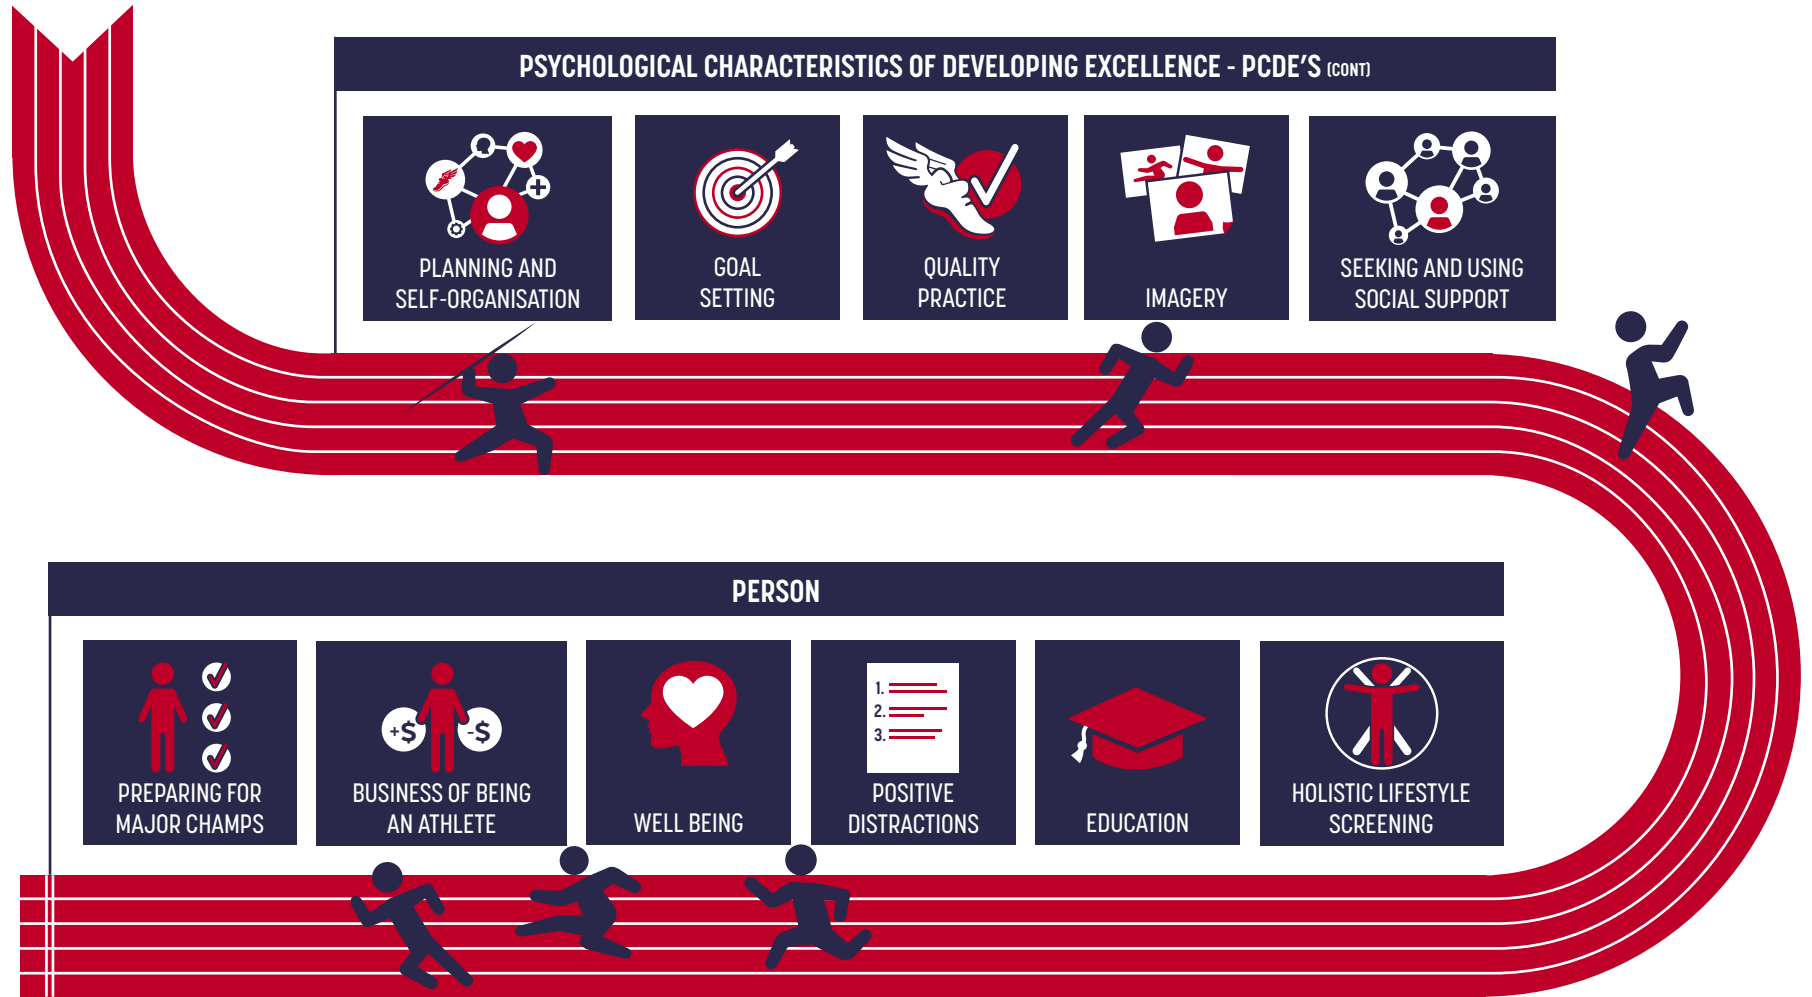 PSYCHOLOGICAL CHARACTERISTICS OF DEVELOPING EXCELLENCE - PCDE'S (CONT)
PLANNING AND
SELF-ORGANISATION
GOAL
SETTING
QUALITY
PRACTICE
IMAGERY
SEEKING AND USING
SOCIAL SUPPORT
PERSON
PREPARING FOR
MAJOR CHAMPS
+$ -$
BUSINESS OF BEING
AN ATHLETE
WELL BEING
1.
2.
3.
POSITIVE
DISTRACTIONS
EDUCATION
HOLISTIC LIFESTYLE
SCREENING